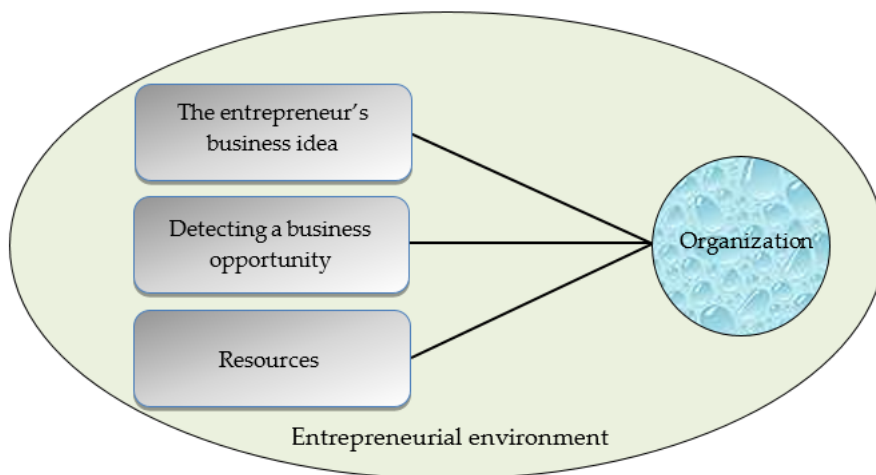 The entrepreneur's
business idea
Detecting a business
opportunity
Resources
Organization
Entrepreneurial environment